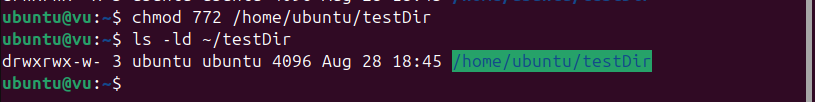 ubuntu@vu:~$ chmod 772 /home/ubuntu/testDir
ubuntu@vu:~$ ls -ld ~/testDir
drwxrwx-w- 3 ubuntu ubuntu 4096 Aug 28 18:45 /home/ubuntu/testDir
ubuntu@vu:~$